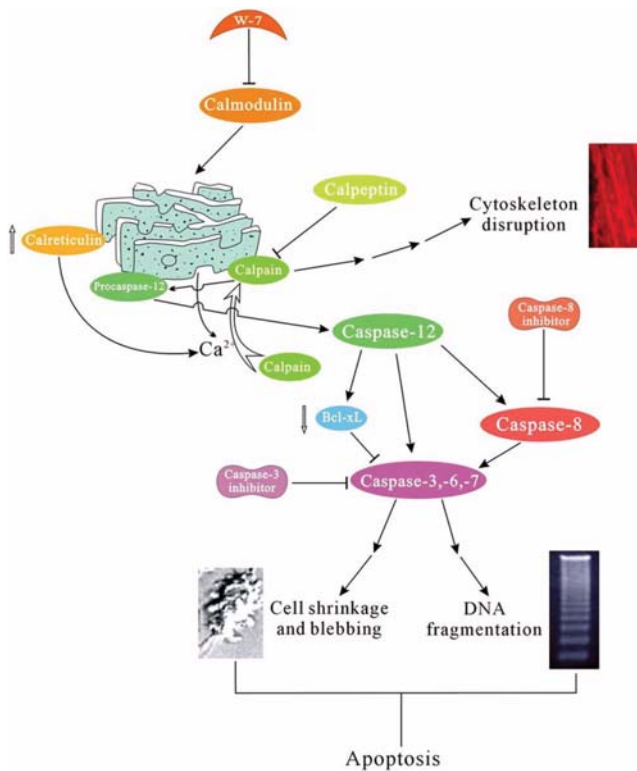 W-7
Calmodulin
Calpeptin
Cytoskeleton
disruption
Calreticulin
Calpain
Procaspase-12
Caspase-8
inhibitor
Caspase-12
Ca2+
Calpain
Bcl-xL
Caspase-8
Caspase-3
inhibitor
Caspase-3,-6,-7
Cell shrinkage
and blebbing
DNA
fragmentation
Apoptosis